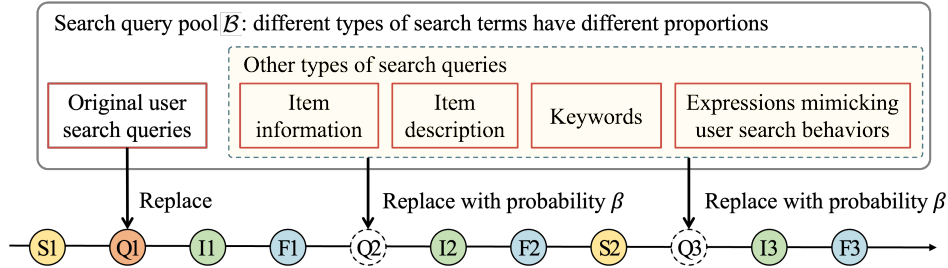 Search query pool B: different types of search terms have different proportions
Other types of search queries
Original user
search queries
Item
information
Item
description
Keywords
Expressions mimicking
user search behaviors
Replace
Replace with probability β
Replace with probability β
S1 Q1 I1 F1 Q2 I2 F2 S2 Q3 I3 F3